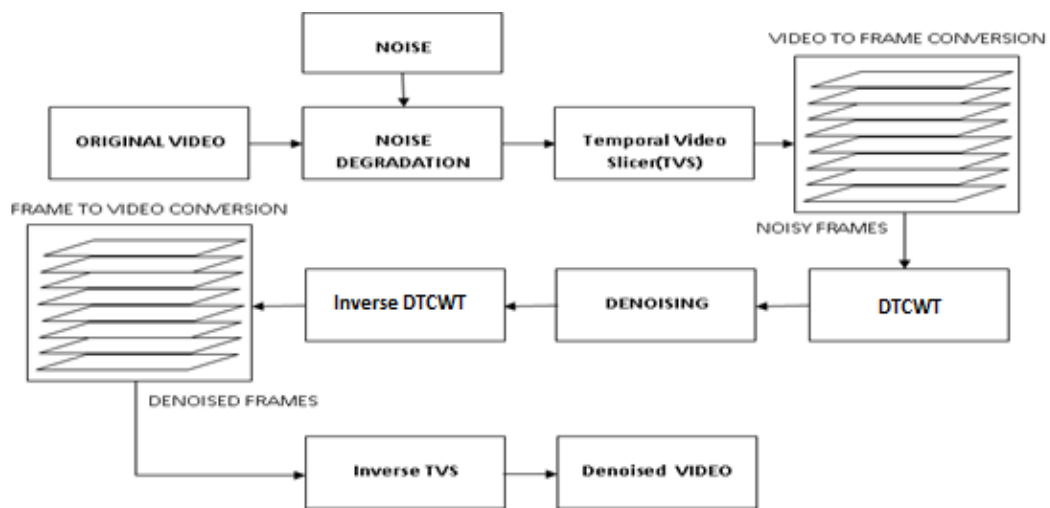 NOISE
VIDEO TO FRAME CONVERSION
ORIGINAL VIDEO
NOISE
DEGRADATION
Temporal Video
Slicer(TVS)
FRAME TO VIDEO CONVERSION
NOISY FRAMES
Inverse DTCWT
DENOISING
DTCWT
DENOISED FRAMES
Inverse TVS
Denoised VIDEO